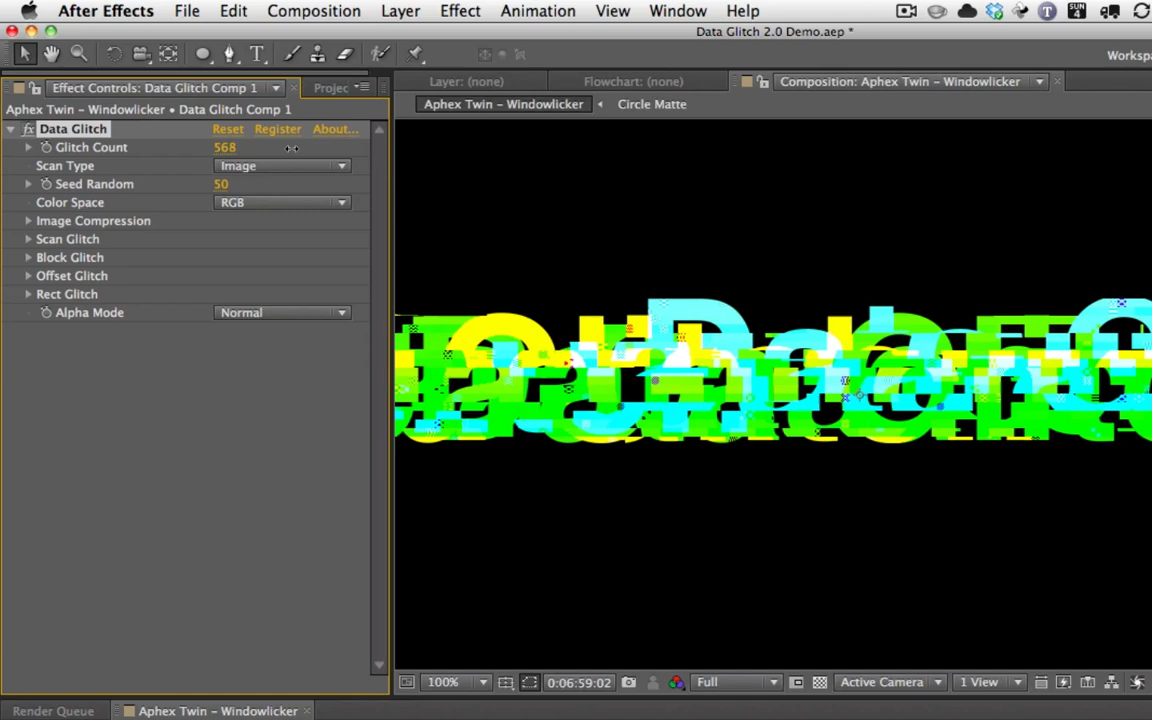 After Effects File Edit Composition Layer Effect Animation View Window Help SUN 4
Data Glitch 2.0 Demo.aep *
Workspa
Effect Controls: Data Glitch Comp 1 Projec
Layer: (none) Flowchart: (none) Composition: Aphex Twin – Windowlicker
Aphex Twin – Windowlicker • Data Glitch Comp 1
Aphex Twin – Windowlicker Circle Matte
fx Data Glitch Reset Register About...
Glitch Count 568
Scan Type Image
Seed Random 50
Color Space RGB
Image Compression
Scan Glitch
Block Glitch
Offset Glitch
Rect Glitch
Alpha Mode Normal
100% 0:06:59:02 Full Active Camera 1 View
Render Queue Aphex Twin – Windowlicker